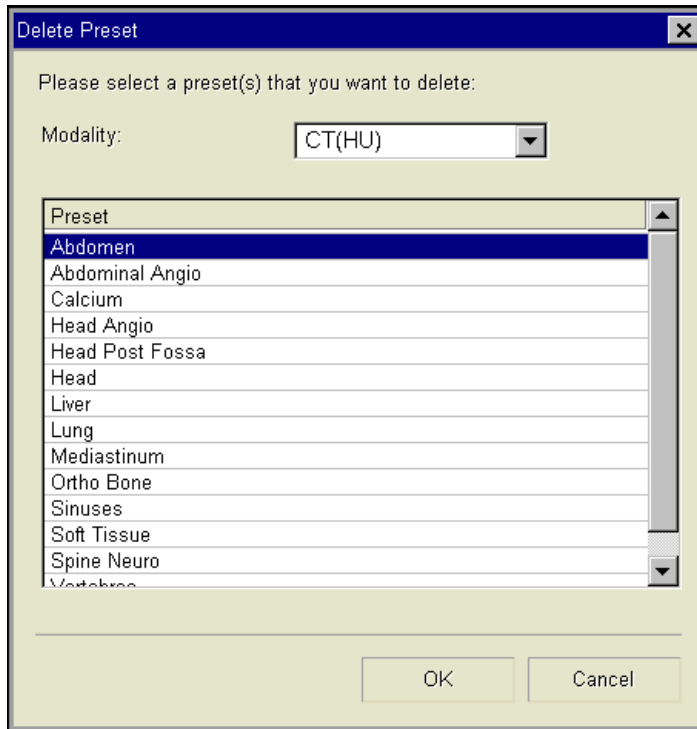 Delete Preset
Please select a preset(s) that you want to delete:
Modality: CT(HU)
Preset
Abdomen
Abdominal Angio
Calcium
Head Angio
Head Post Fossa
Head
Liver
Lung
Mediastinum
Ortho Bone
Sinuses
Soft Tissue
Spine Neuro
OK Cancel